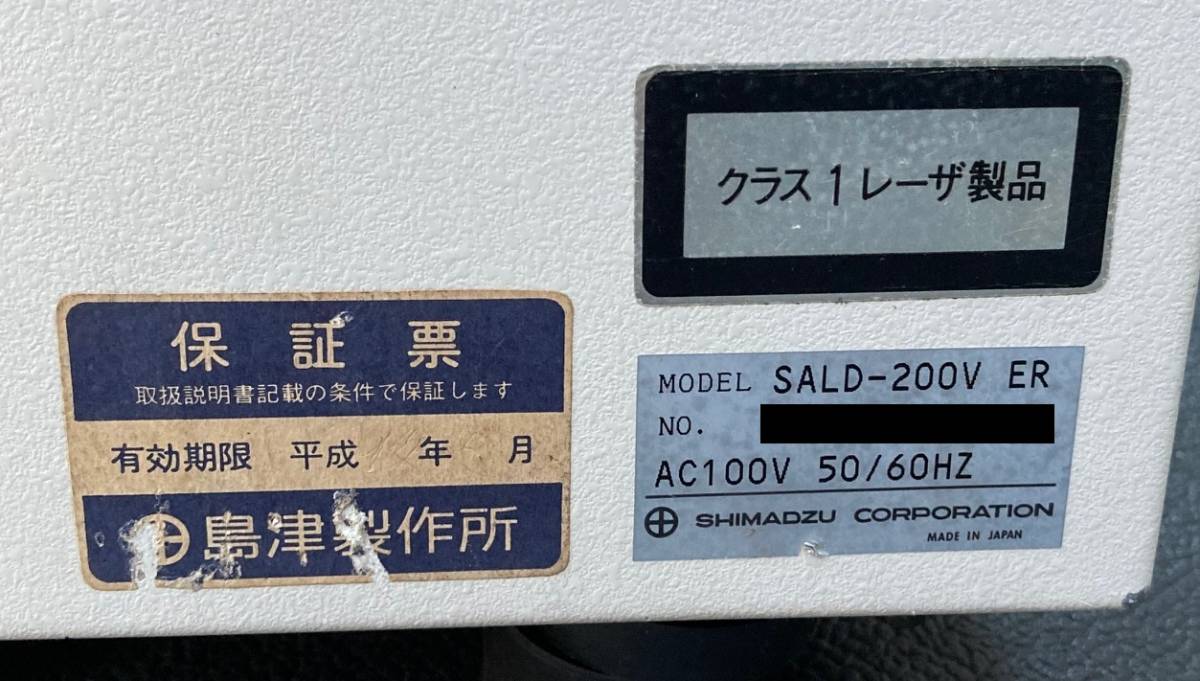 クラス1レーザ製品
保証票
取扱説明書記載の条件で保証します
有効期限 平成 年 月
島津製作所
MODEL SALD-200V ER
NO.
AC100V 50/60HZ
SHIMADZU CORPORATION
MADE IN JAPAN